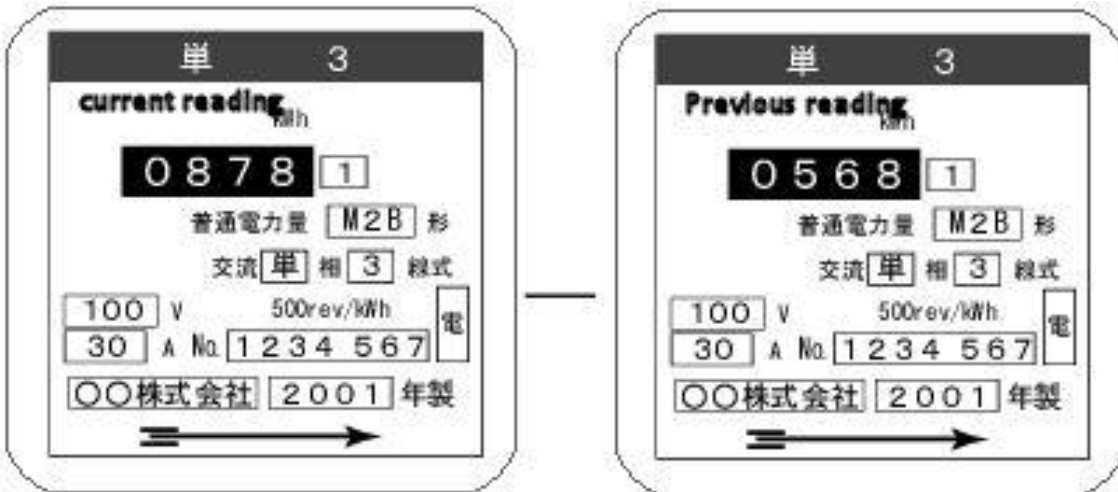 単 3
current reading
kWh
0878 1
普通電力量 M2B 形
交流 単 相 3 線式
100 V 500rev/kWh 電
30 A No. 1234 567
○○株式会社 2001 年製
単 3
Previous reading
kWh
0568 1
普通電力量 M2B 形
交流 単 相 3 線式
100 V 500rev/kWh 電
30 A No. 1234 567
○○株式会社 2001 年製